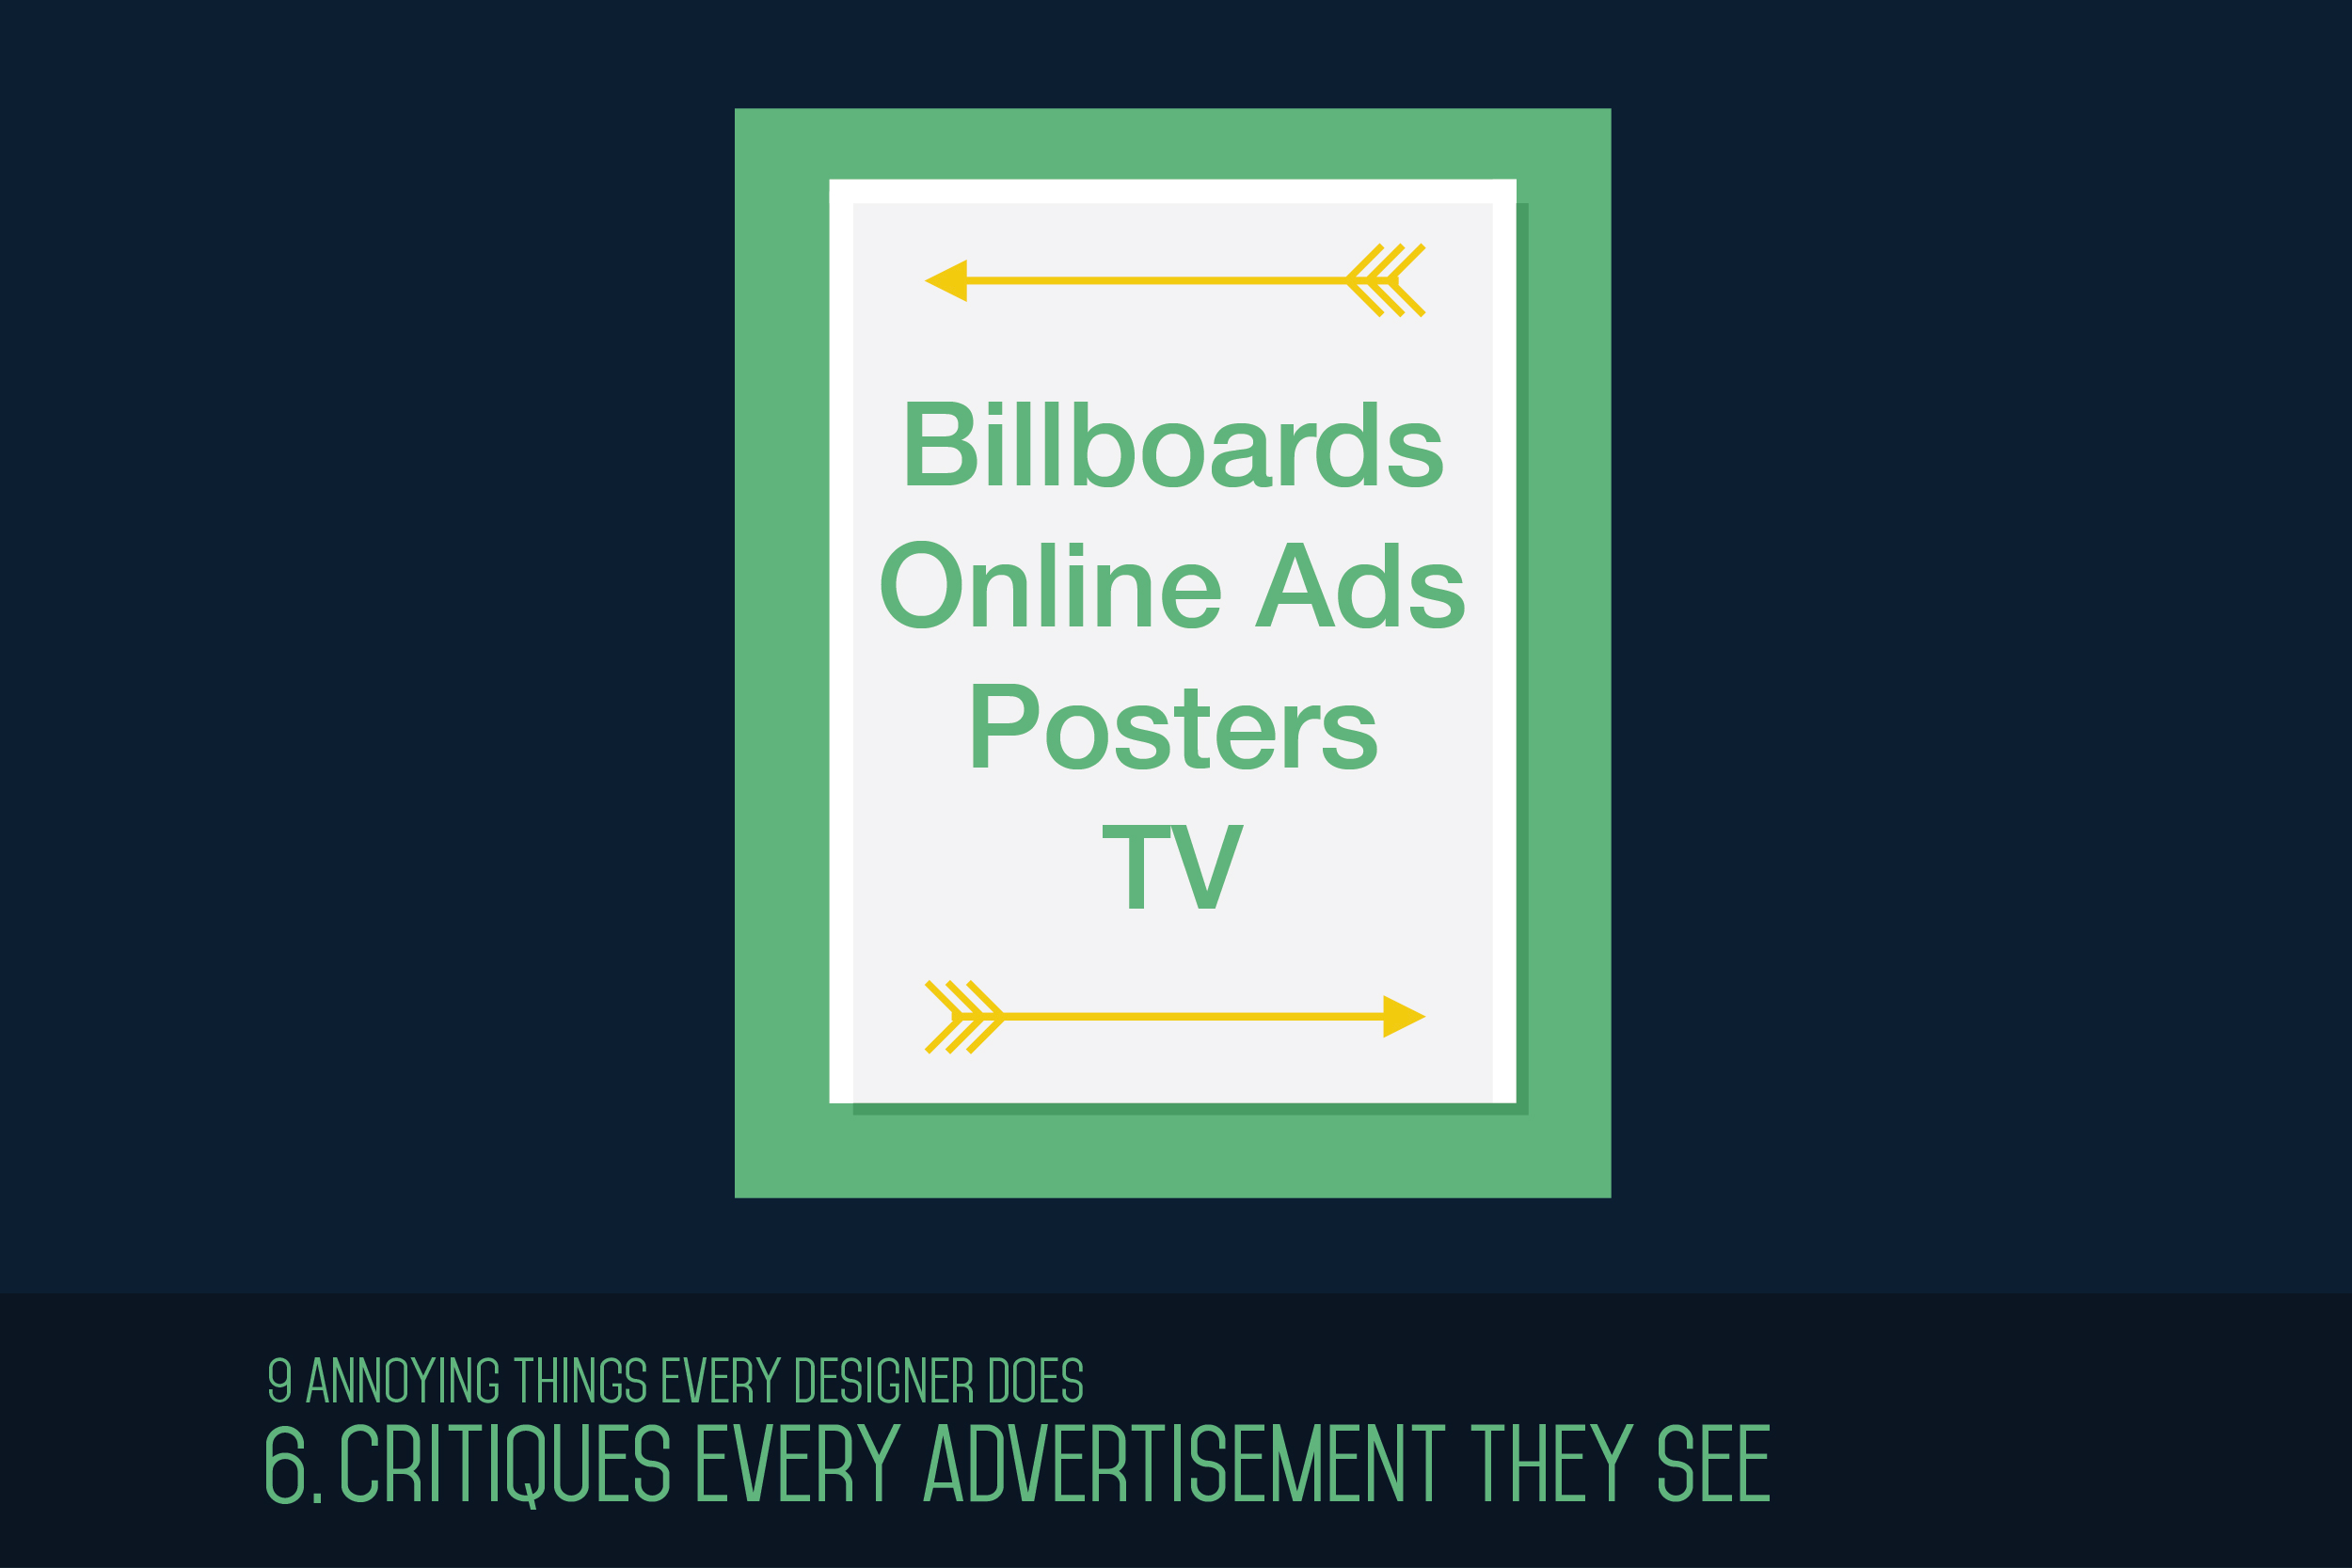 Billboards
Online Ads
Posters
TV
9 ANNOYING THINGS EVERY DESIGNER DOES
6. CRITIQUES EVERY ADVERTISEMENT THEY SEE